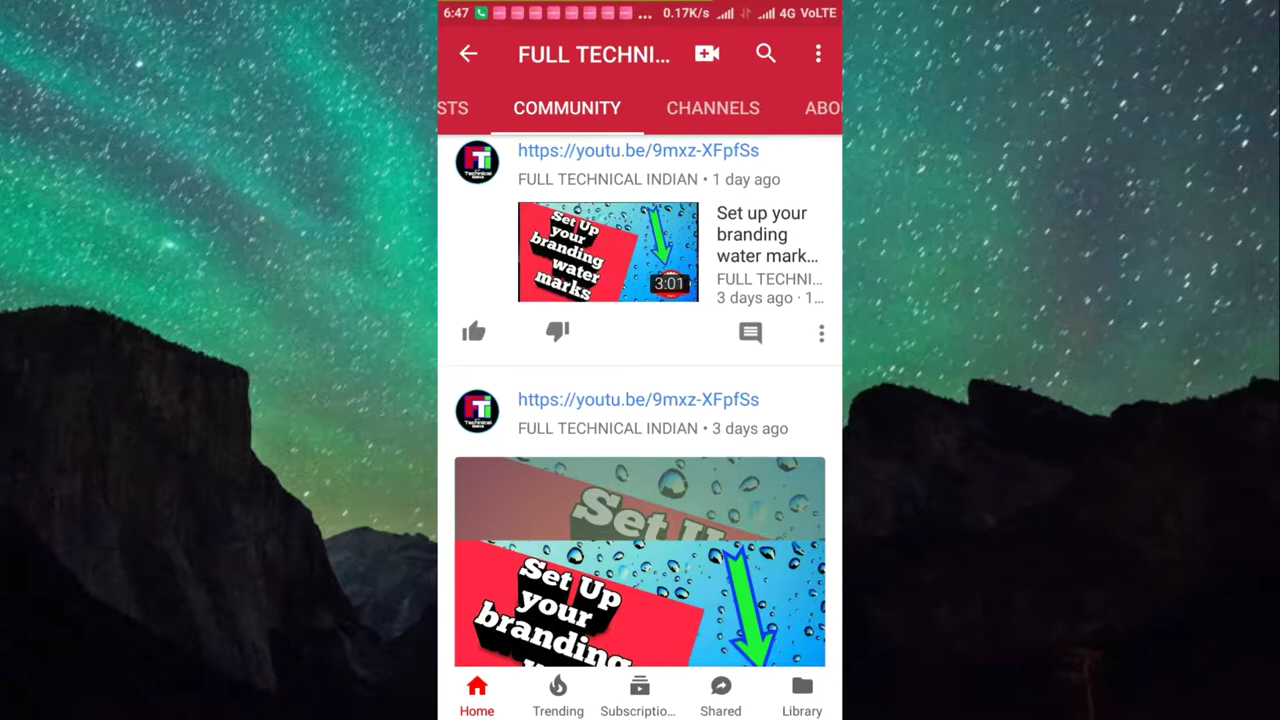 6:47 ... 0.17K/s 4G VoLTE
FULL TECHNI...
STS COMMUNITY CHANNELS ABO
https://youtu.be/9mxz-XFpfSs
FULL TECHNICAL INDIAN • 1 day ago
Set Up
your
branding
water
marks
3:01
Set up your
branding
water mark...
FULL TECHNI...
3 days ago · 1...
https://youtu.be/9mxz-XFpfSs
FULL TECHNICAL INDIAN • 3 days ago
Set U
Set Up
your
branding
Home Trending Subscriptio... Shared Library